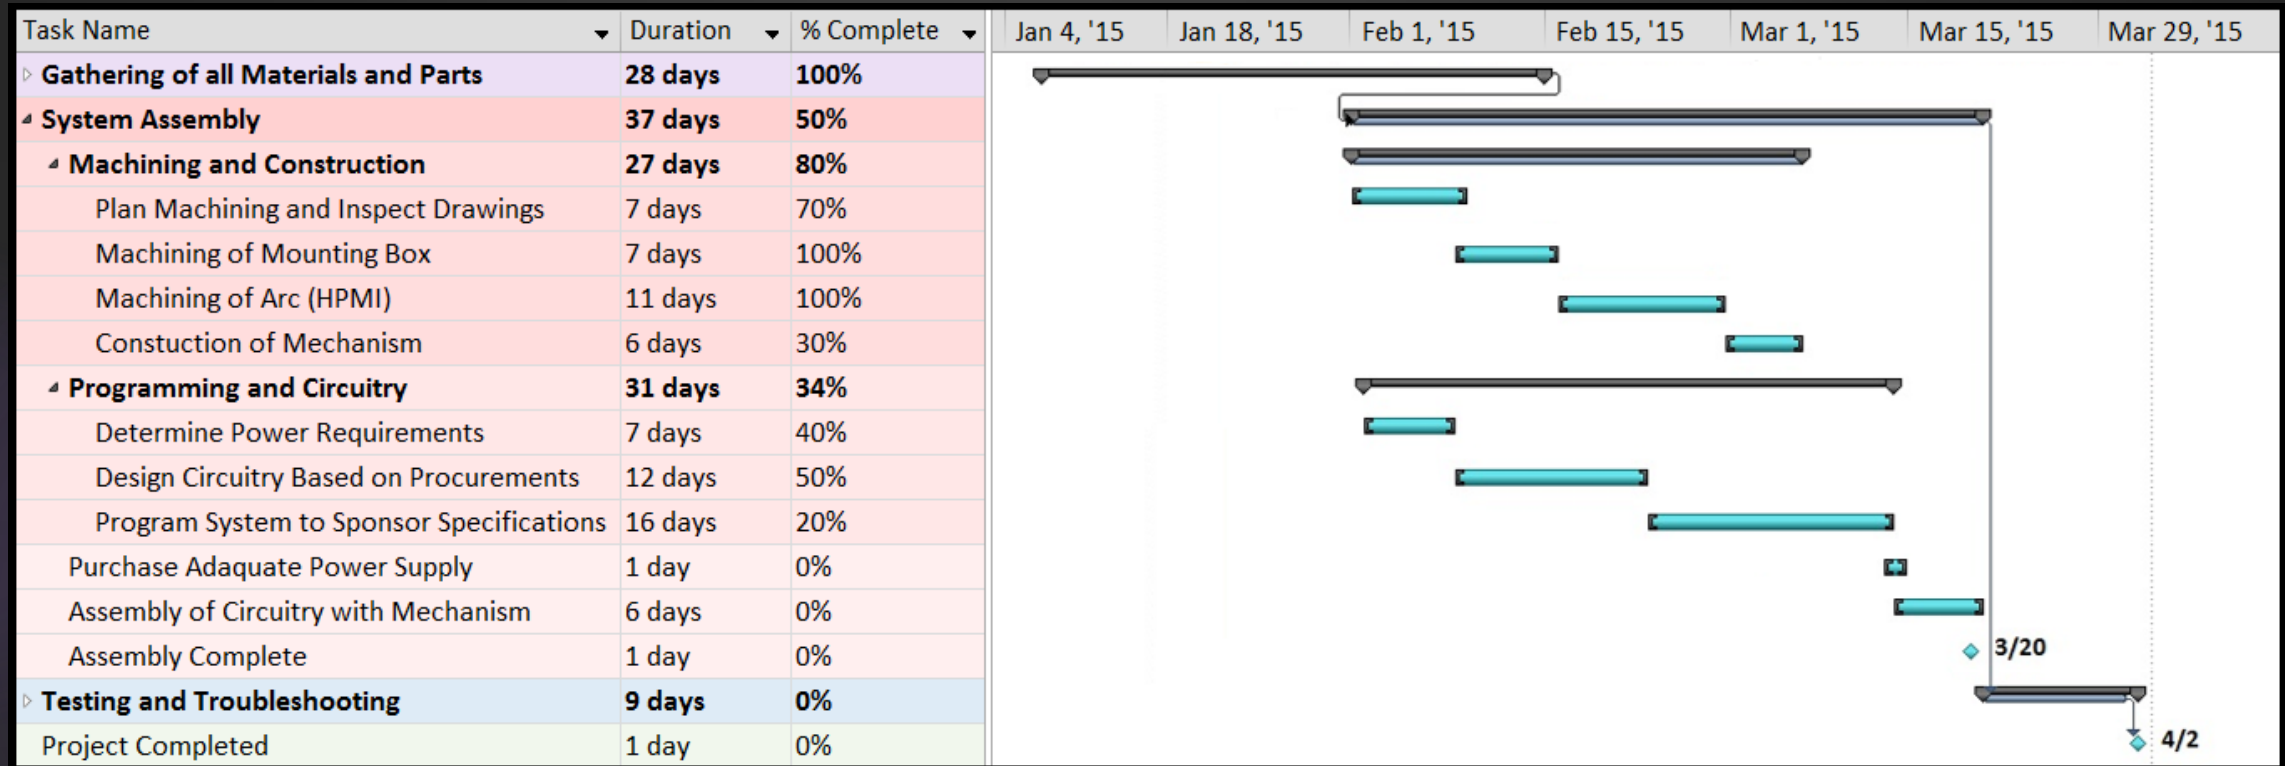 Task Name Duration % Complete Jan 4, '15 Jan 18, '15 Feb 1, '15 Feb 15, '15 Mar 1, '15 Mar 15, '15 Mar 29, '15
Gathering of all Materials and Parts 28 days 100%
System Assembly 37 days 50%
Machining and Construction 27 days 80%
Plan Machining and Inspect Drawings 7 days 70%
Machining of Mounting Box 7 days 100%
Machining of Arc (HPMI) 11 days 100%
Constuction of Mechanism 6 days 30%
Programming and Circuitry 31 days 34%
Determine Power Requirements 7 days 40%
Design Circuitry Based on Procurements 12 days 50%
Program System to Sponsor Specifications 16 days 20%
Purchase Adaquate Power Supply 1 day 0%
Assembly of Circuitry with Mechanism 6 days 0%
Assembly Complete 1 day 0% 3/20
Testing and Troubleshooting 9 days 0%
Project Completed 1 day 0% 4/2